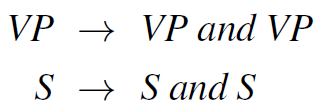 VP → VP and VP
S → S and S